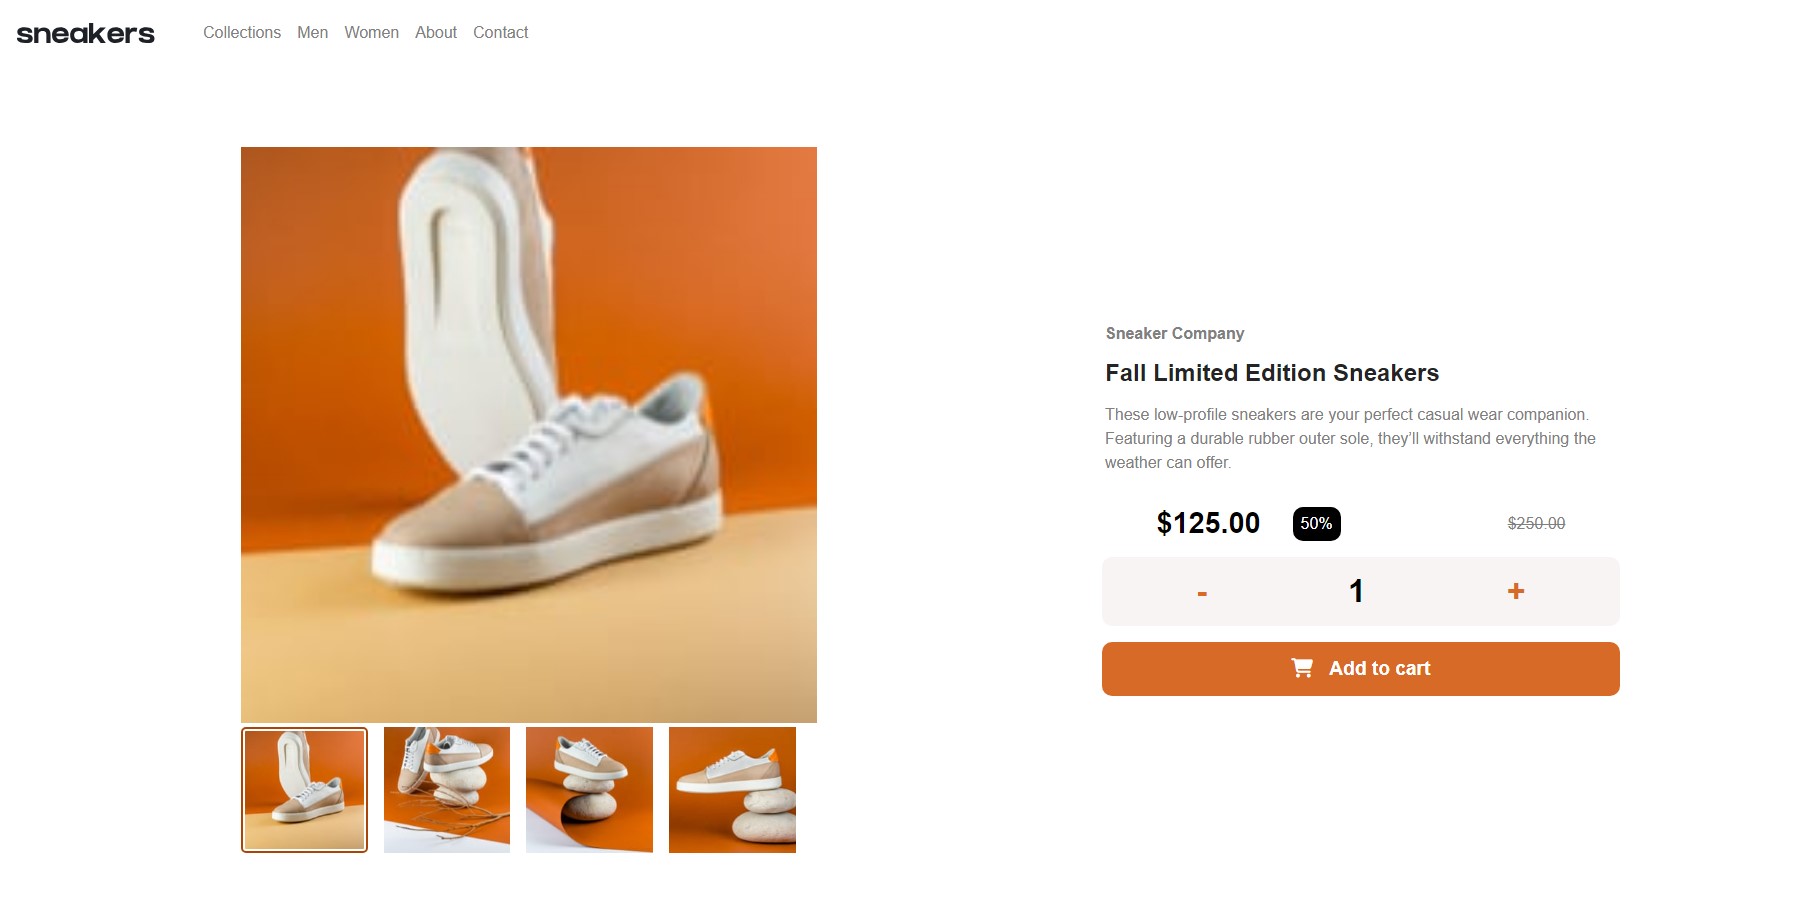 sneakers
Collections Men Women About Contact
Sneaker Company
Fall Limited Edition Sneakers
These low-profile sneakers are your perfect casual wear companion.
Featuring a durable rubber outer sole, they’ll withstand everything the
weather can offer.
$125.00 50% $250.00
- 1 +
Add to cart